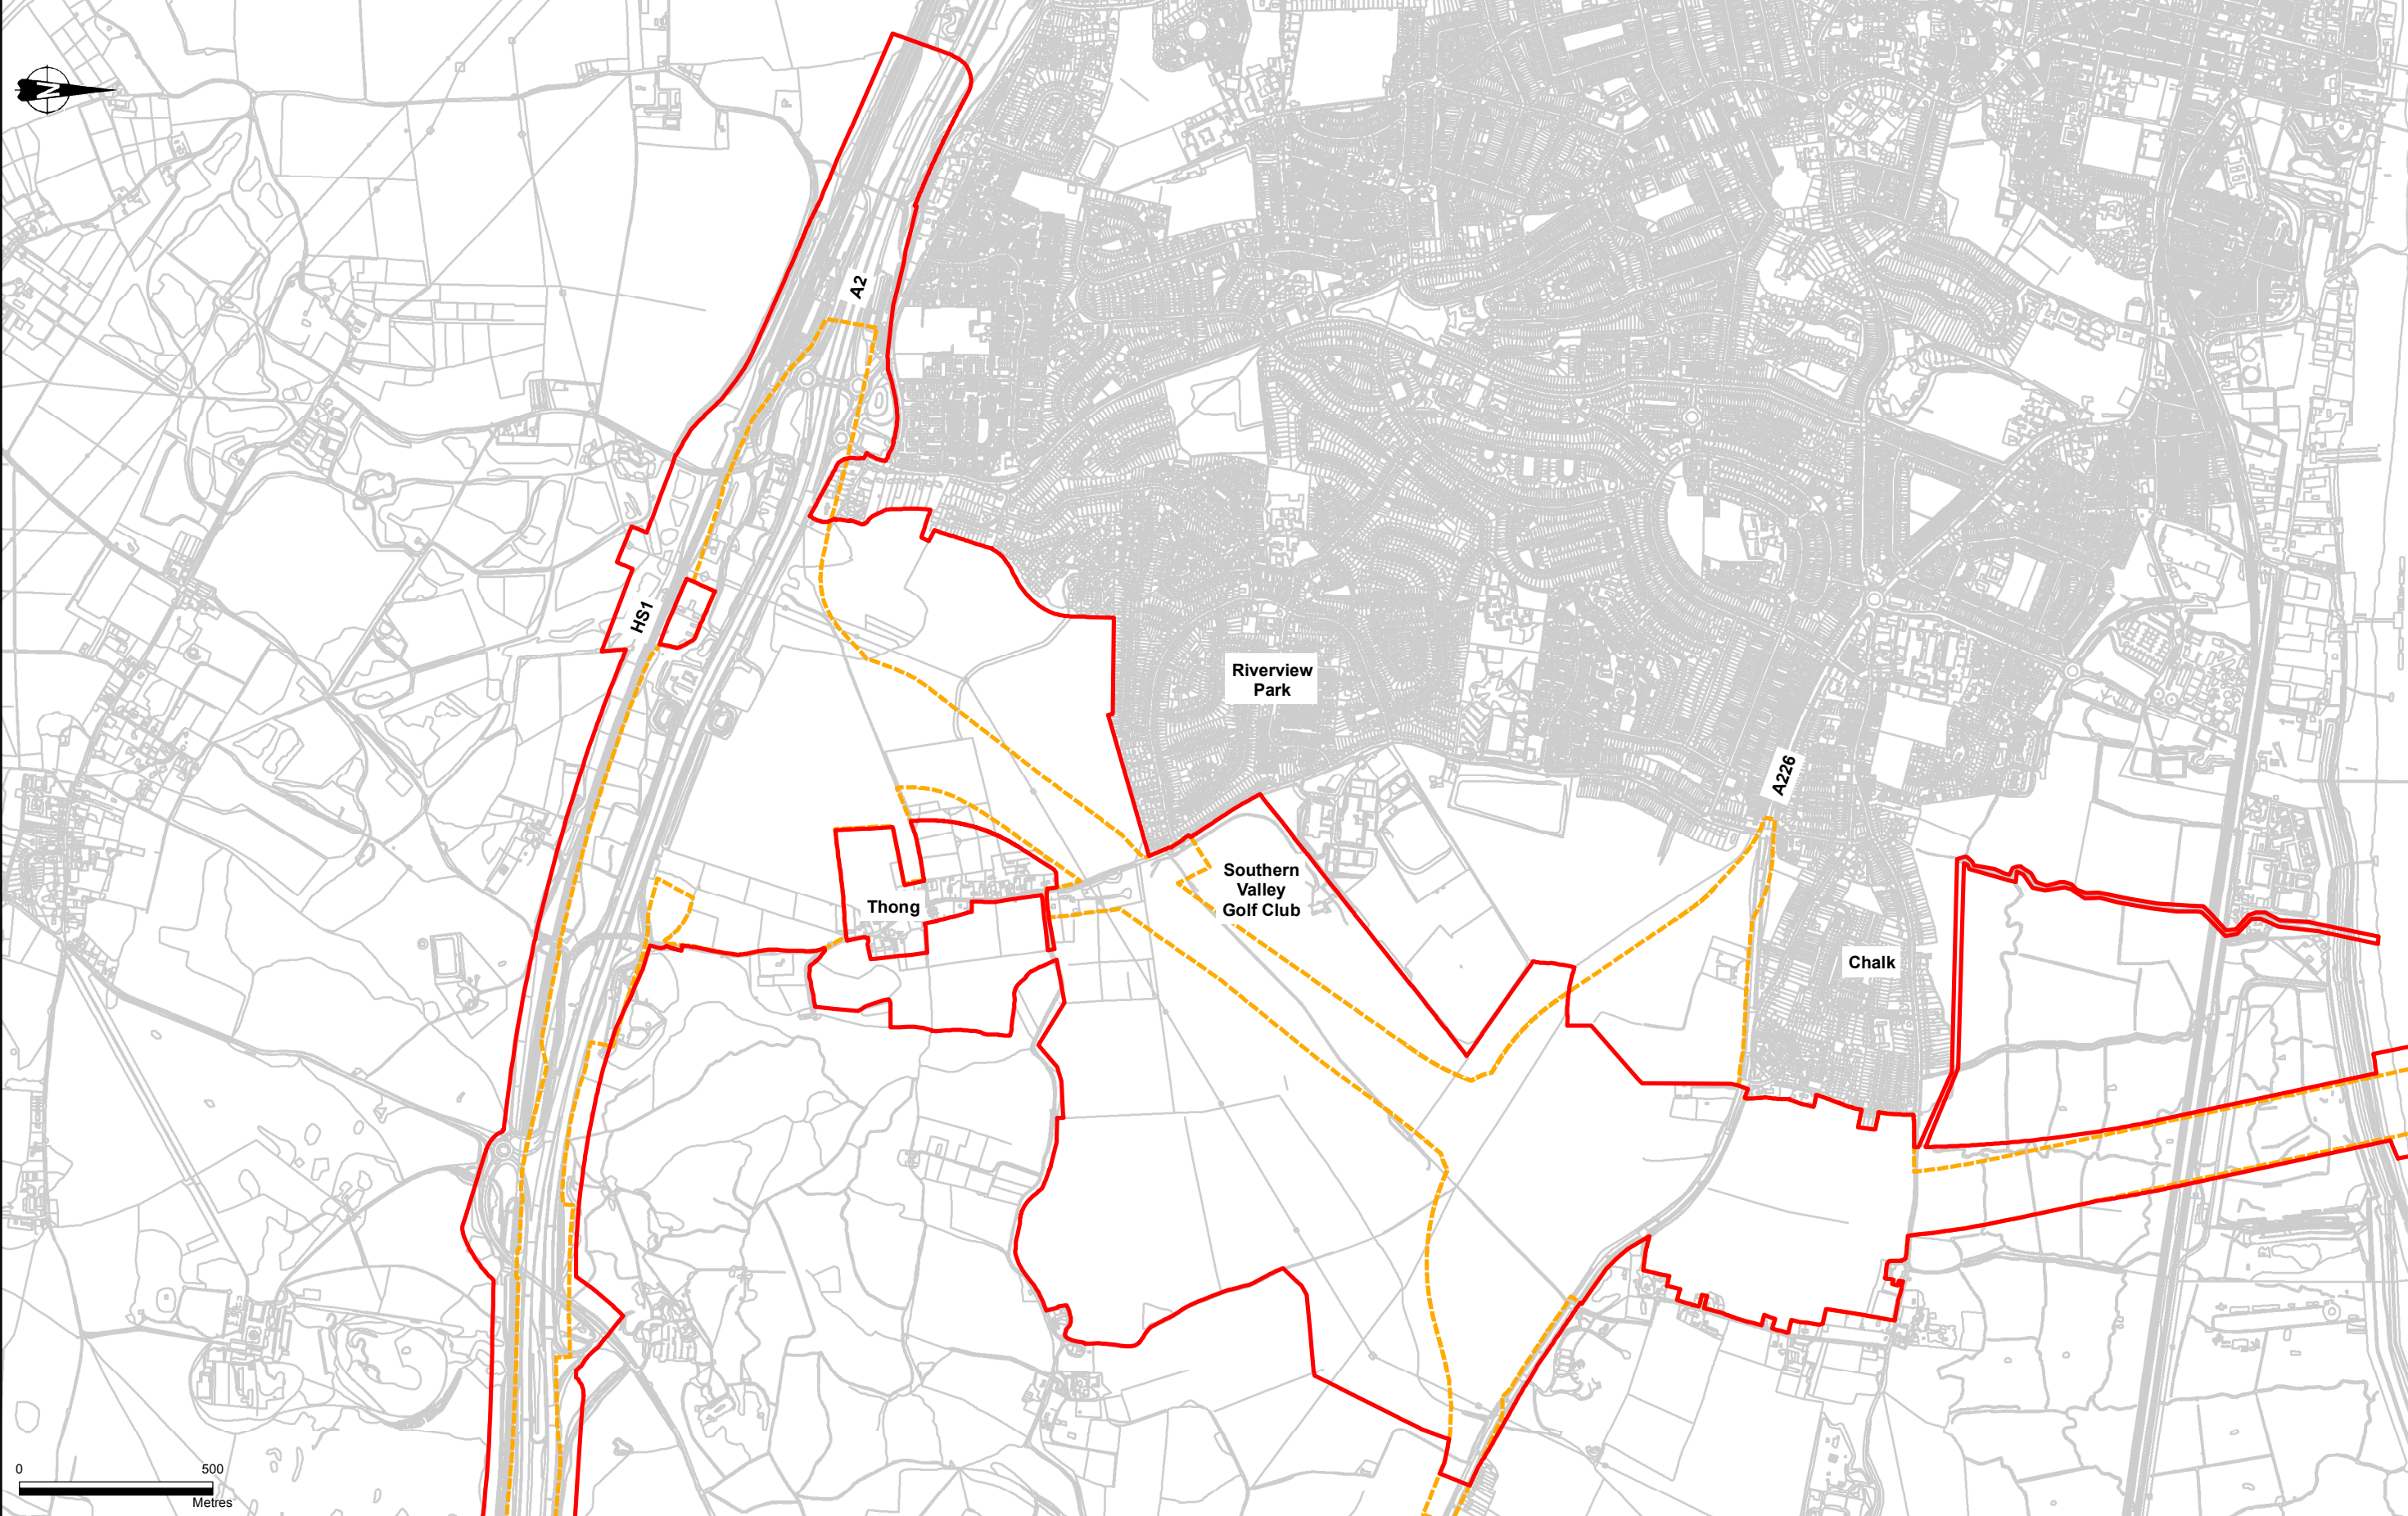 N
A2
HS1
Riverview
Park
A226
Southern
Valley
Golf Club
Thong
Chalk
0 500
Metres